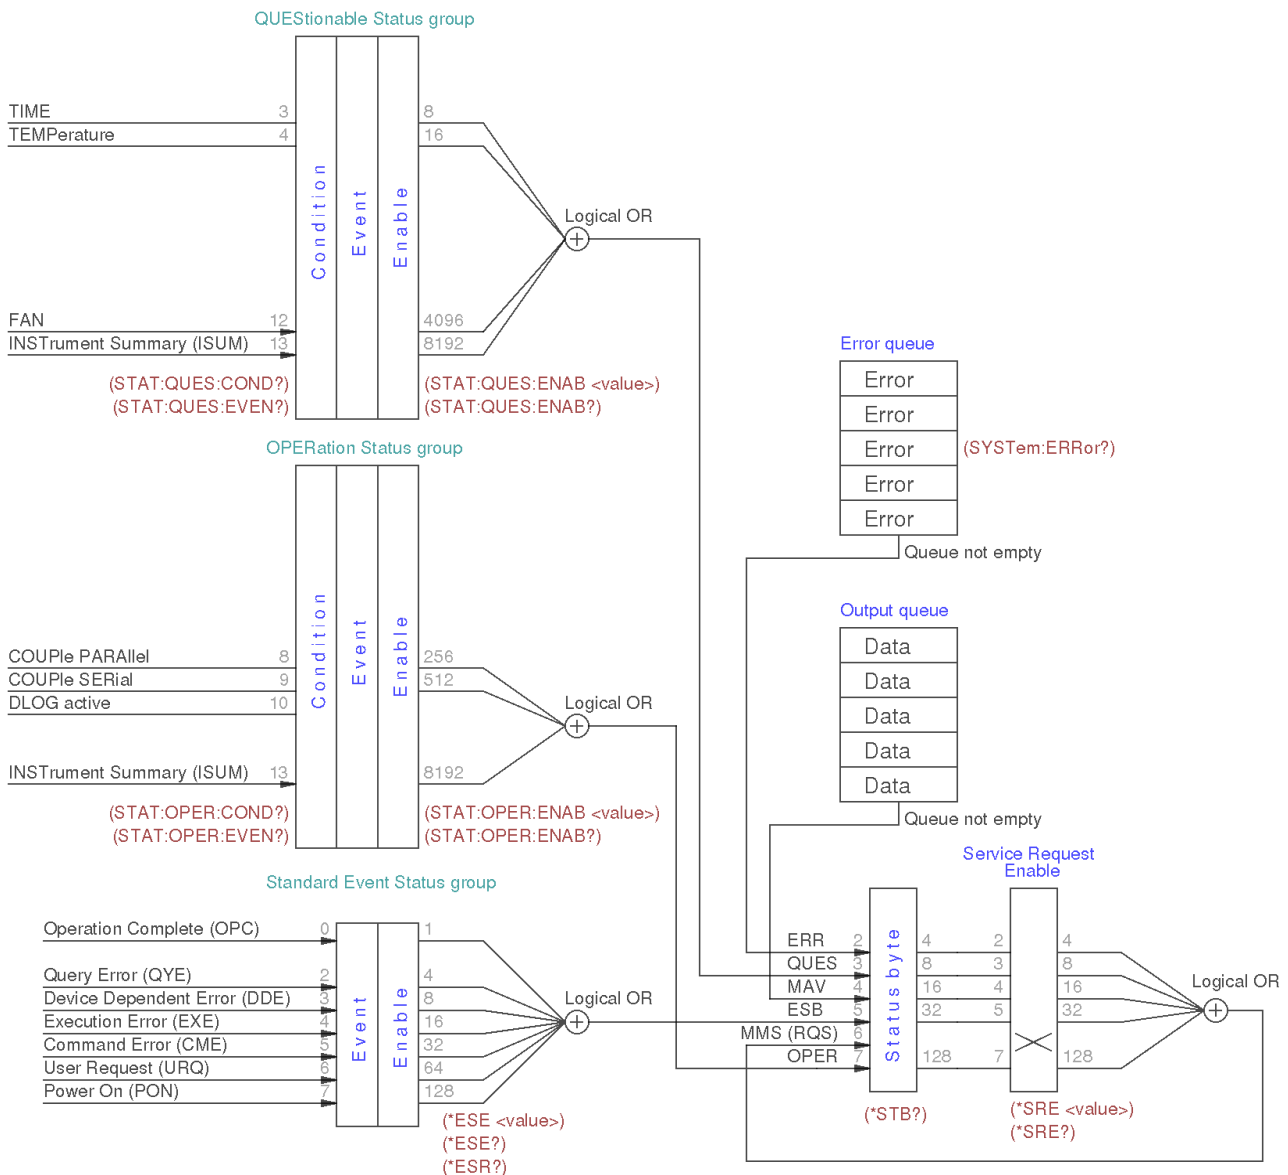 QUEStionable Status group
TIME 3 8
TEMPerature 4 16
Condition
Event
Enable
Logical OR
FAN 12 4096
INSTrument Summary (ISUM) 13 8192
(STAT:QUES:COND?) (STAT:QUES:ENAB <value>)
(STAT:QUES:EVEN?) (STAT:QUES:ENAB?)
Error queue
Error
Error
Error (SYSTem:ERRor?)
Error
Error
Queue not empty
OPERation Status group
COUPle PARAllel 8 256
COUPle SERial 9 512
DLOG active 10
Condition
Event
Enable
Logical OR
INSTrument Summary (ISUM) 13 8192
(STAT:OPER:COND?) (STAT:OPER:ENAB <value>)
(STAT:OPER:EVEN?) (STAT:OPER:ENAB?)
Output queue
Data
Data
Data
Data
Data
Queue not empty
Standard Event Status group
Operation Complete (OPC) 0 1
Query Error (QYE) 2 4
Device Dependent Error (DDE) 3 8
Execution Error (EXE) 4 16
Command Error (CME) 5 32
User Request (URQ) 6 64
Power On (PON) 7 128
Event
Enable
Logical OR
(*ESE <value>)
(*ESE?)
(*ESR?)
Service Request
Enable
ERR 2 4 2 4
QUES 3 8 3 8
MAV 4 16 4 16
ESB 5 32 5 32
MMS (RQS) 6
OPER 7 128 7 128
Status byte
Logical OR
(*STB?)
(*SRE <value>)
(*SRE?)